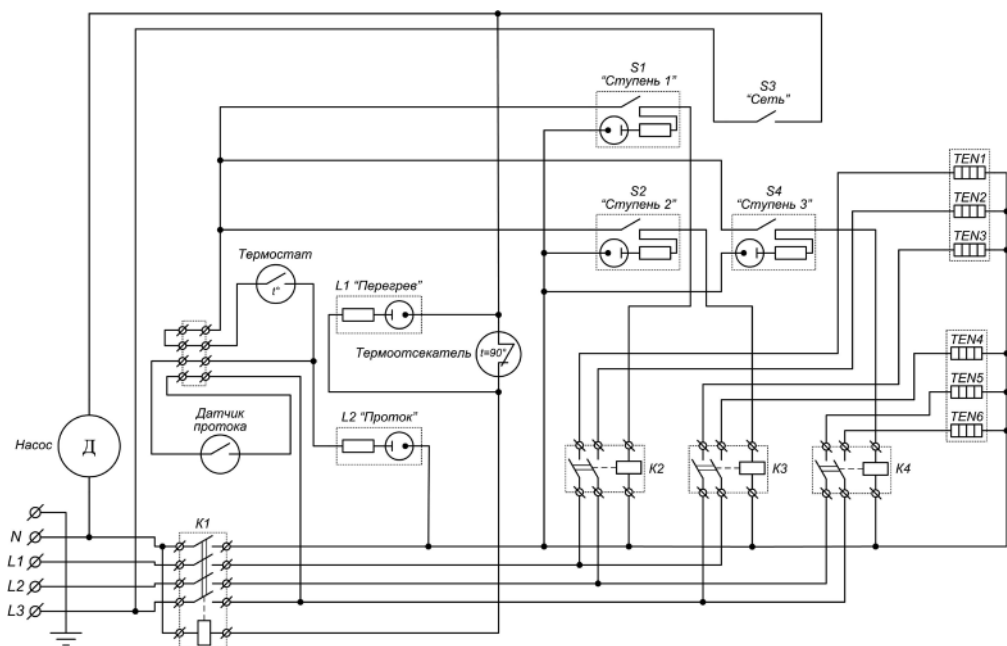 S1
“Ступень 1”
S3
“Сеть”
TEN1
TEN2
TEN3
S2
“Ступень 2”
S4
“Ступень 3”
Термостат
t°
L1 “Перегрев”
Термоотсекатель
t=90°
TEN4
TEN5
TEN6
Датчик
протока
L2 “Проток”
Насос
Д
K2
K3
K4
K1
N
L1
L2
L3